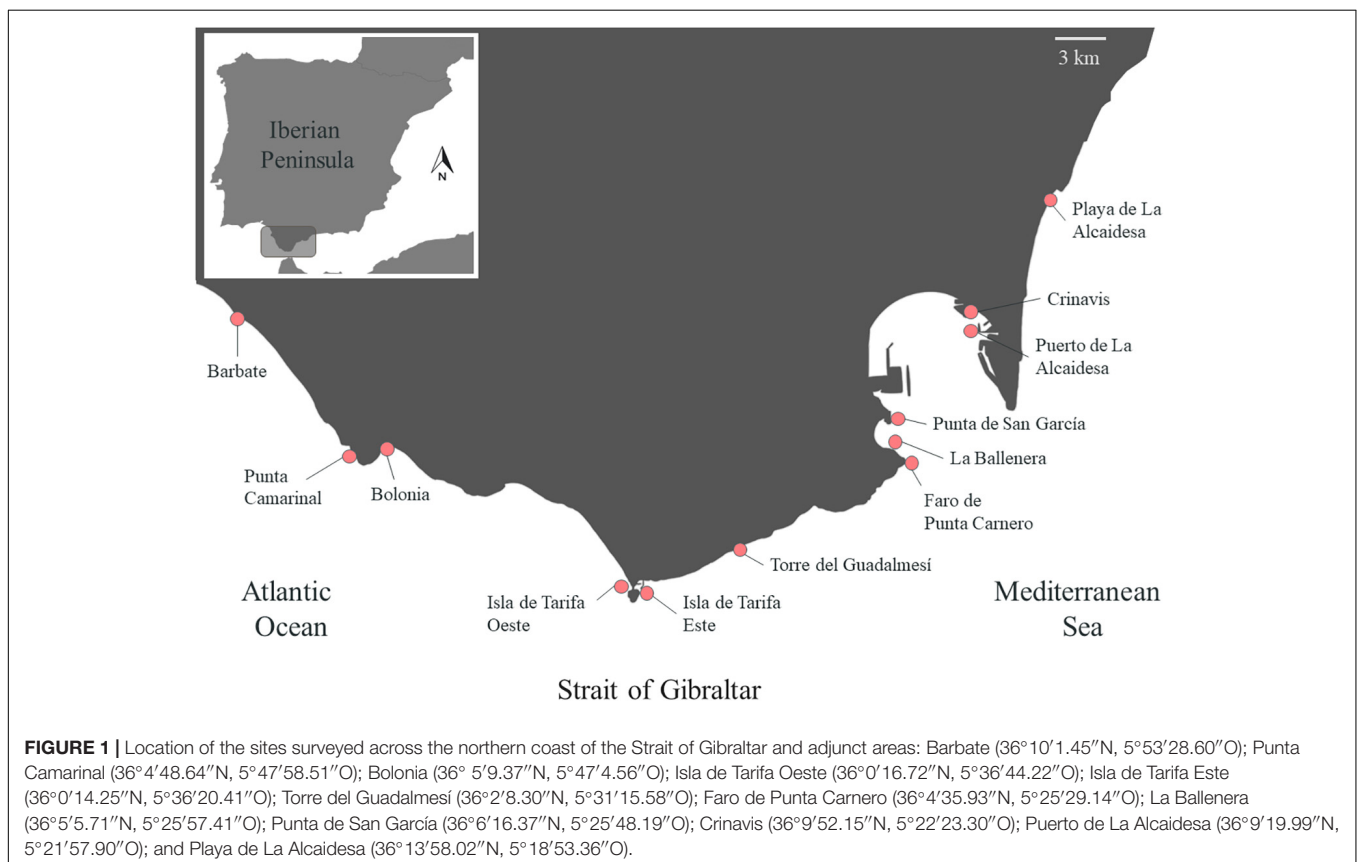 3 km
Iberian
Peninsula
N
Playa de La
Alcaidesa
Crinavis
Puerto de La
Alcaidesa
Barbate
Punta de San García
La Ballenera
Punta
Camarinal
Bolonia
Faro de
Punta Carnero
Torre del Guadalmesí
Atlantic
Ocean
Isla de Tarifa
Oeste
Isla de Tarifa
Este
Mediterranean
Sea
Strait of Gibraltar
FIGURE 1 | Location of the sites surveyed across the northern coast of the Strait of Gibraltar and adjunct areas: Barbate (36°10′1.45″N, 5°53′28.60″O); Punta
Camarinal (36°4′48.64″N, 5°47′58.51″O); Bolonia (36° 5′9.37″N, 5°47′4.56″O); Isla de Tarifa Oeste (36°0′16.72″N, 5°36′44.22″O); Isla de Tarifa Este
(36°0′14.25″N, 5°36′20.41″O); Torre del Guadalmesí (36°2′8.30″N, 5°31′15.58″O); Faro de Punta Carnero (36°4′35.93″N, 5°25′29.14″O); La Ballenera
(36°5′5.71″N, 5°25′57.41″O); Punta de San García (36°6′16.37″N, 5°25′48.19″O); Crinavis (36°9′52.15″N, 5°22′23.30″O); Puerto de La Alcaidesa (36°9′19.99″N,
5°21′57.90″O); and Playa de La Alcaidesa (36°13′58.02″N, 5°18′53.36″O).